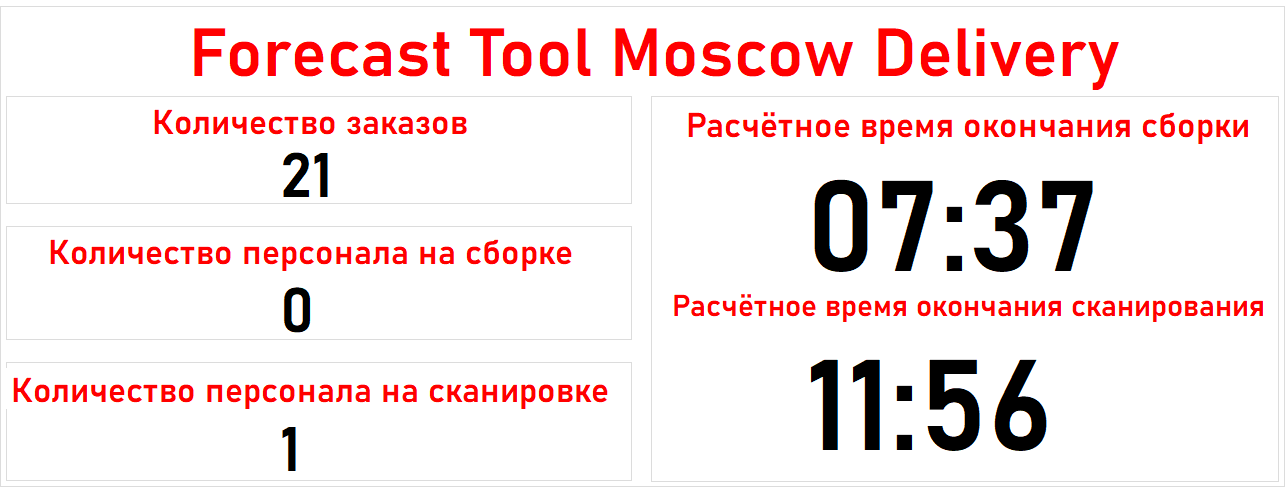 Forecast Tool Moscow Delivery
Количество заказов
21
Количество персонала на сборке
0
Количество персонала на сканировке
1
Расчётное время окончания сборки
07:37
Расчётное время окончания сканирования
11:56